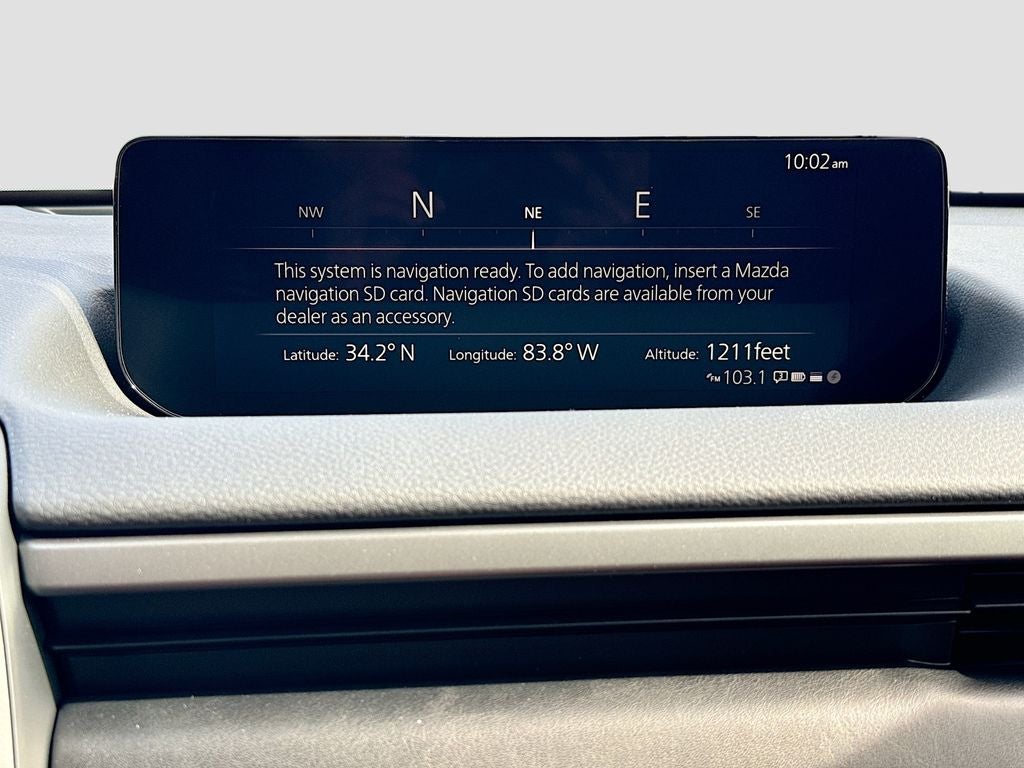 10:02am
NW N NE E SE
This system is navigation ready. To add navigation, insert a Mazda
navigation SD card. Navigation SD cards are available from your
dealer as an accessory.
Latitude: 34.2° N Longitude: 83.8° W Altitude: 1211feet
FM 103.1 3